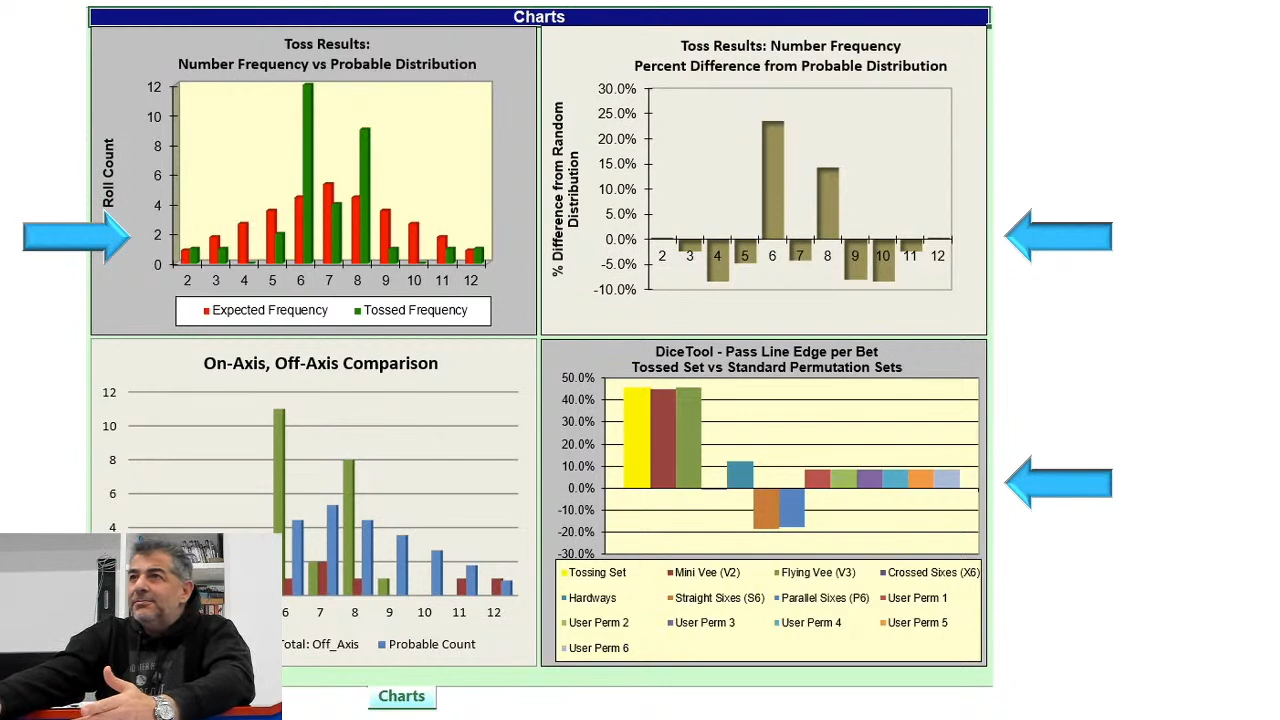 Charts
Toss Results:
Number Frequency vs Probable Distribution
12
10
8
6
4
2
0
Roll Count
2 3 4 5 6 7 8 9 10 11 12
Expected Frequency Tossed Frequency
Toss Results: Number Frequency
Percent Difference from Probable Distribution
30.0%
25.0%
20.0%
15.0%
10.0%
5.0%
0.0%
-5.0%
-10.0%
% Difference from Random
Distribution
2 3 4 5 6 7 8 9 10 11 12
On-Axis, Off-Axis Comparison
12
10
8
6
4
6 7 8 9 10 11 12
Total: Off_Axis Probable Count
DiceTool - Pass Line Edge per Bet
Tossed Set vs Standard Permutation Sets
50.0%
40.0%
30.0%
20.0%
10.0%
0.0%
-10.0%
-20.0%
-30.0%
Tossing Set Mini Vee (V2) Flying Vee (V3) Crossed Sixes (X6)
Hardways Straight Sixes (S6) Parallel Sixes (P6) User Perm 1
User Perm 2 User Perm 3 User Perm 4 User Perm 5
User Perm 6
Charts